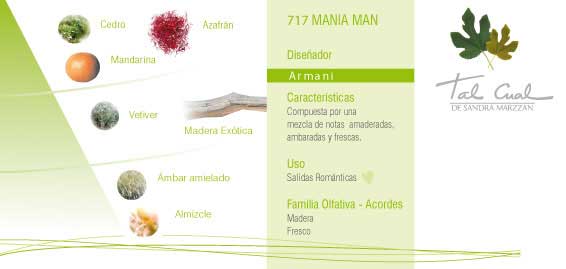 Cedro
Azafrán
Mandarina
Vetiver
Madera Exótica
Ámbar amielado
Almizcle
717 MANIA MAN
Diseñador
Armani
Características
Compuesta por una
mezcla de notas amaderadas,
ambaradas y frescas.
Uso
Salidas Románticas
Familia Olfativa - Acordes
Madera
Fresco
Tal Cual
DE SANDRA MARZZAN